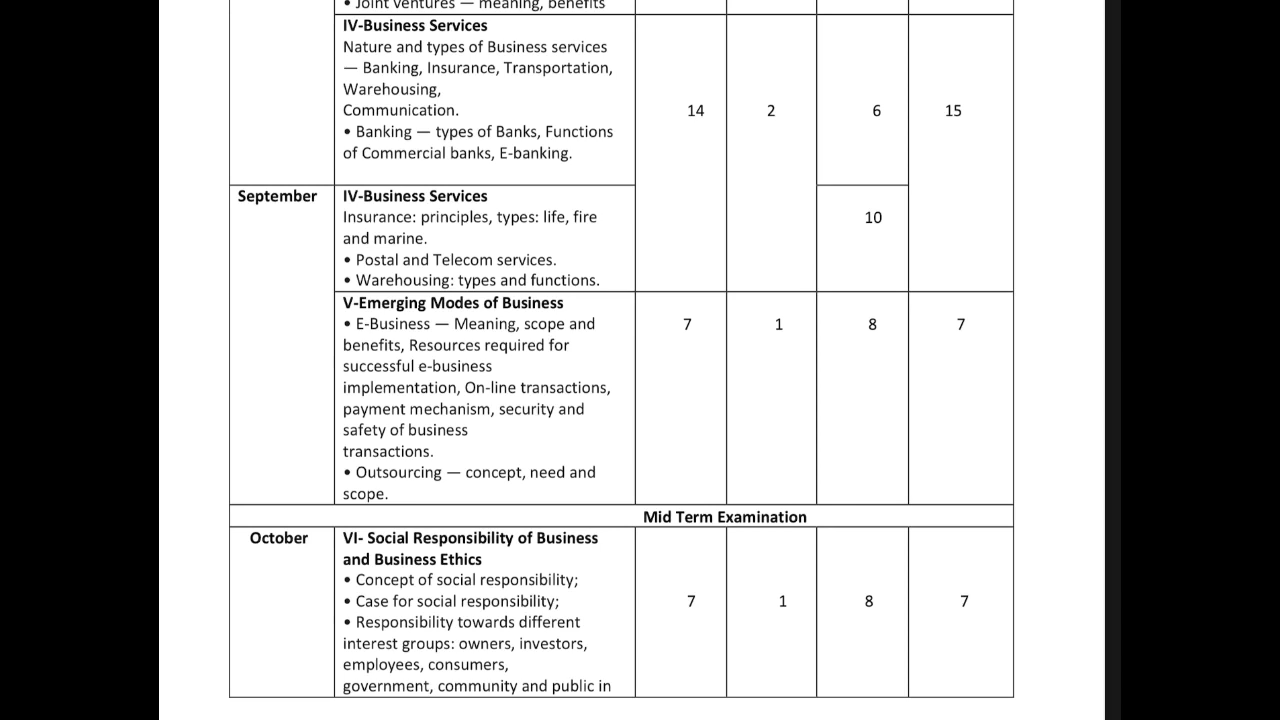 • Joint ventures — meaning, benefits
IV-Business Services
Nature and types of Business services
— Banking, Insurance, Transportation,
Warehousing,
Communication.
14 2 6 15
• Banking — types of Banks, Functions
of Commercial banks, E-banking.
September IV-Business Services
Insurance: principles, types: life, fire 10
and marine.
• Postal and Telecom services.
• Warehousing: types and functions.
V-Emerging Modes of Business
• E-Business — Meaning, scope and 7 1 8 7
benefits, Resources required for
successful e-business
implementation, On-line transactions,
payment mechanism, security and
safety of business
transactions.
• Outsourcing — concept, need and
scope.
Mid Term Examination
October VI- Social Responsibility of Business
and Business Ethics
• Concept of social responsibility;
• Case for social responsibility; 7 1 8 7
• Responsibility towards different
interest groups: owners, investors,
employees, consumers,
government, community and public in